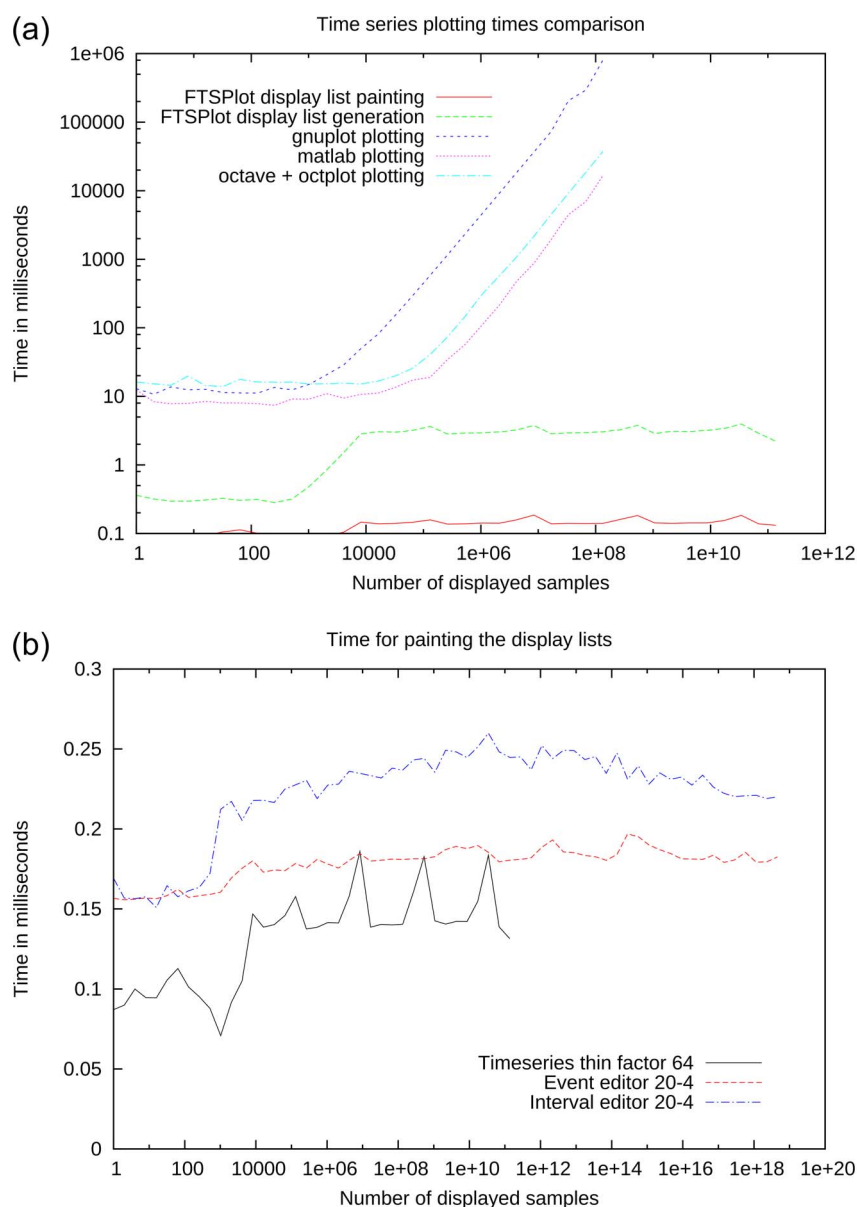 (a)
Time series plotting times comparison
1e+06
100000
10000
1000
100
10
1
0.1
Time in milliseconds
FTSPlot display list painting
FTSPlot display list generation
gnuplot plotting
matlab plotting
octave + octplot plotting
1 100 10000 1e+06 1e+08 1e+10 1e+12
Number of displayed samples
(b)
Time for painting the display lists
0.3
0.25
0.2
0.15
0.1
0.05
0
Time in milliseconds
Timeseries thin factor 64
Event editor 20-4
Interval editor 20-4
1 100 10000 1e+06 1e+08 1e+10 1e+12 1e+14 1e+16 1e+18 1e+20
Number of displayed samples